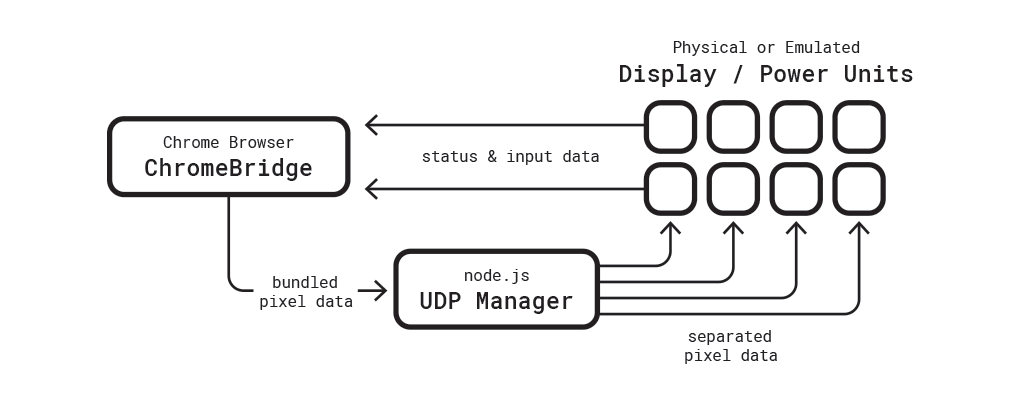 Physical or Emulated
Display / Power Units
Chrome Browser
ChromeBridge
status & input data
bundled
pixel data
node.js
UDP Manager
separated
pixel data